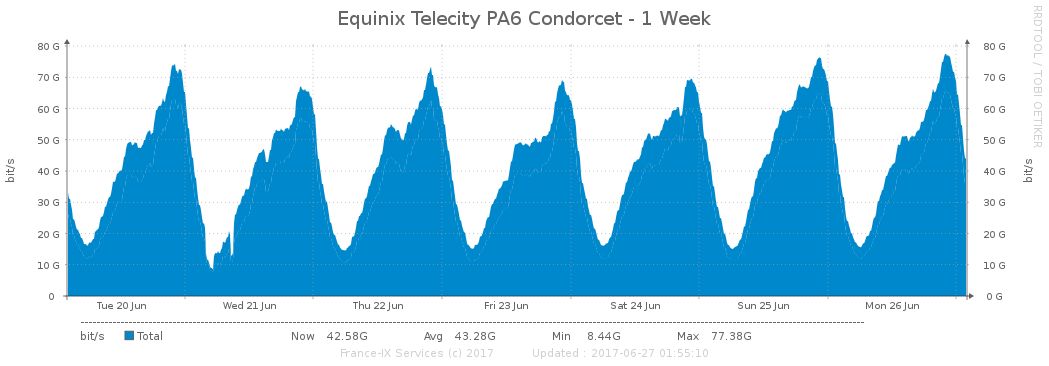 Equinix Telecity PA6 Condorcet - 1 Week
RRDTOOL / TOBI OETIKER
bit/s
80 G 80 G
70 G 70 G
60 G 60 G
50 G 50 G
40 G 40 G
30 G 30 G
20 G 20 G
10 G 10 G
0 0 G
bit/s
Tue 20 Jun Wed 21 Jun Thu 22 Jun Fri 23 Jun Sat 24 Jun Sun 25 Jun Mon 26 Jun
bit/s Total Now 42.58G Avg 43.28G Min 8.44G Max 77.38G
France-IX Services (c) 2017 Updated : 2017-06-27 01:55:10